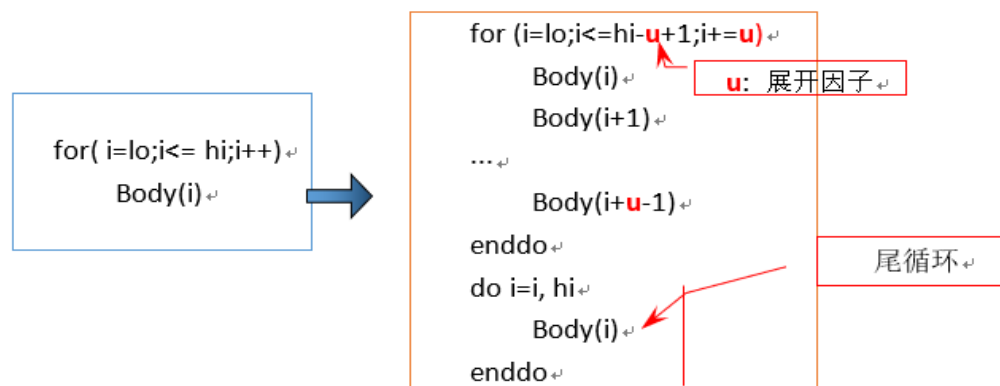 for( i=lo;i<= hi;i++)
Body(i)
for (i=lo;i<=hi-u+1;i+=u)
Body(i)
u: 展开因子
Body(i+1)
...
Body(i+u-1)
enddo
do i=i, hi
Body(i)
enddo
尾循环